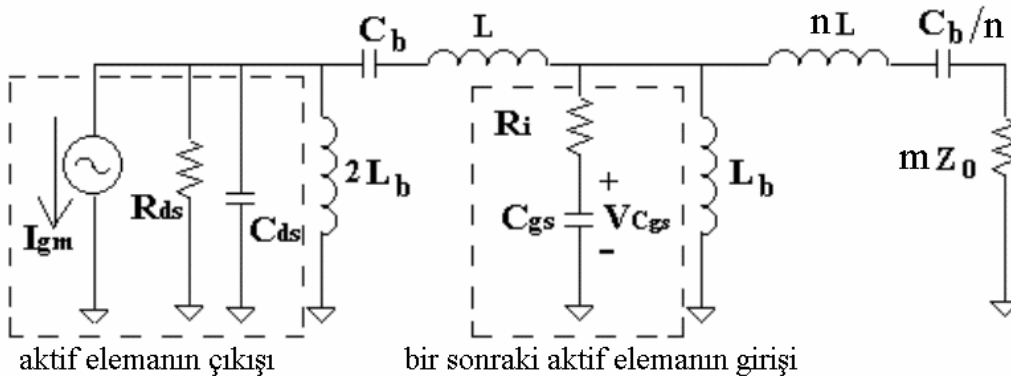 C_b
L
nL
C_b/n
R_i
mZ_0
2L_b
L_b
R_ds
C_ds
I_gm
C_gs
+
V_Cgs
-
aktif elemanın çıkışı
bir sonraki aktif elemanın girişi